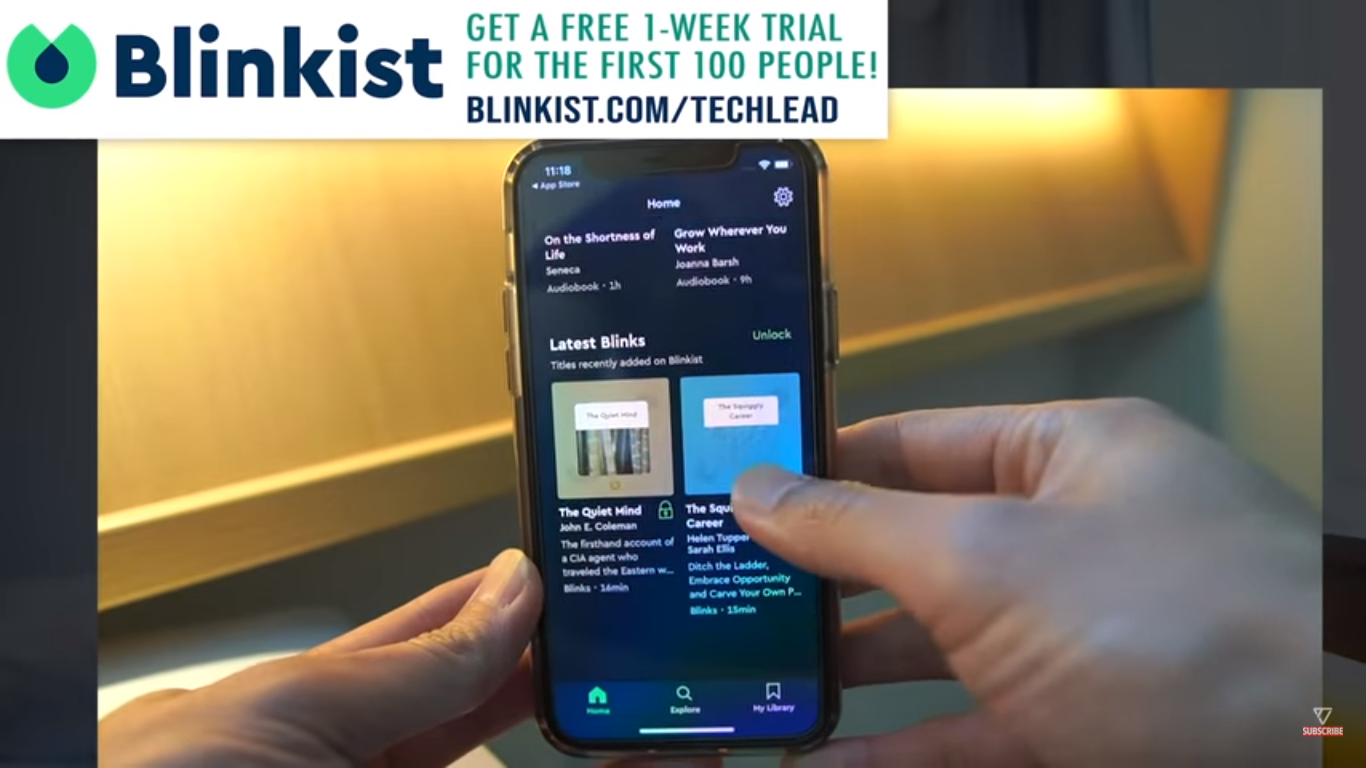 Blinkist
GET A FREE 1-WEEK TRIAL
FOR THE FIRST 100 PEOPLE!
BLINKIST.COM/TECHLEAD
11:18
App Store
Home
On the Shortness of
Life
Seneca
Audiobook · 1h
Grow Wherever You
Work
Joanna Barsh
Audiobook · 9h
Latest Blinks
Unlock
Titles recently added on Blinkist
The Quiet Mind
The Squiggly
Career
The Quiet Mind
John E. Coleman
The firsthand account of
a CIA agent who
traveled the Eastern w...
Blinks · 16min
The Squi
Career
Helen Tupper
Sarah Ellis
Ditch the Ladder,
Embrace Opportunity
and Carve Your Own P...
Blinks · 15min
Home
Explore
My Library
SUBSCRIBE